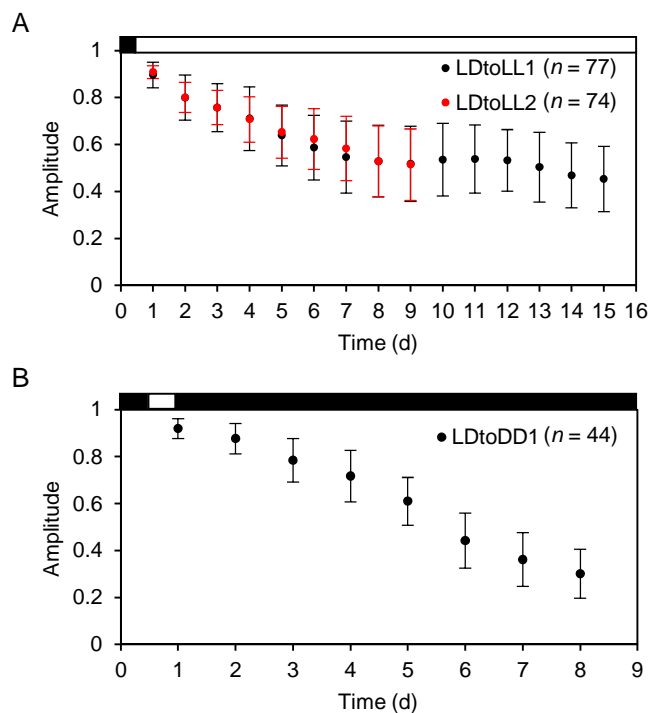 A
1
0.8
0.6
0.4
0.2
0
Amplitude
LDtoLL1 (n = 77)
LDtoLL2 (n = 74)
0 1 2 3 4 5 6 7 8 9 10 11 12 13 14 15 16
Time (d)
B
1
0.8
0.6
0.4
0.2
0
Amplitude
LDtoDD1 (n = 44)
0 1 2 3 4 5 6 7 8 9
Time (d)